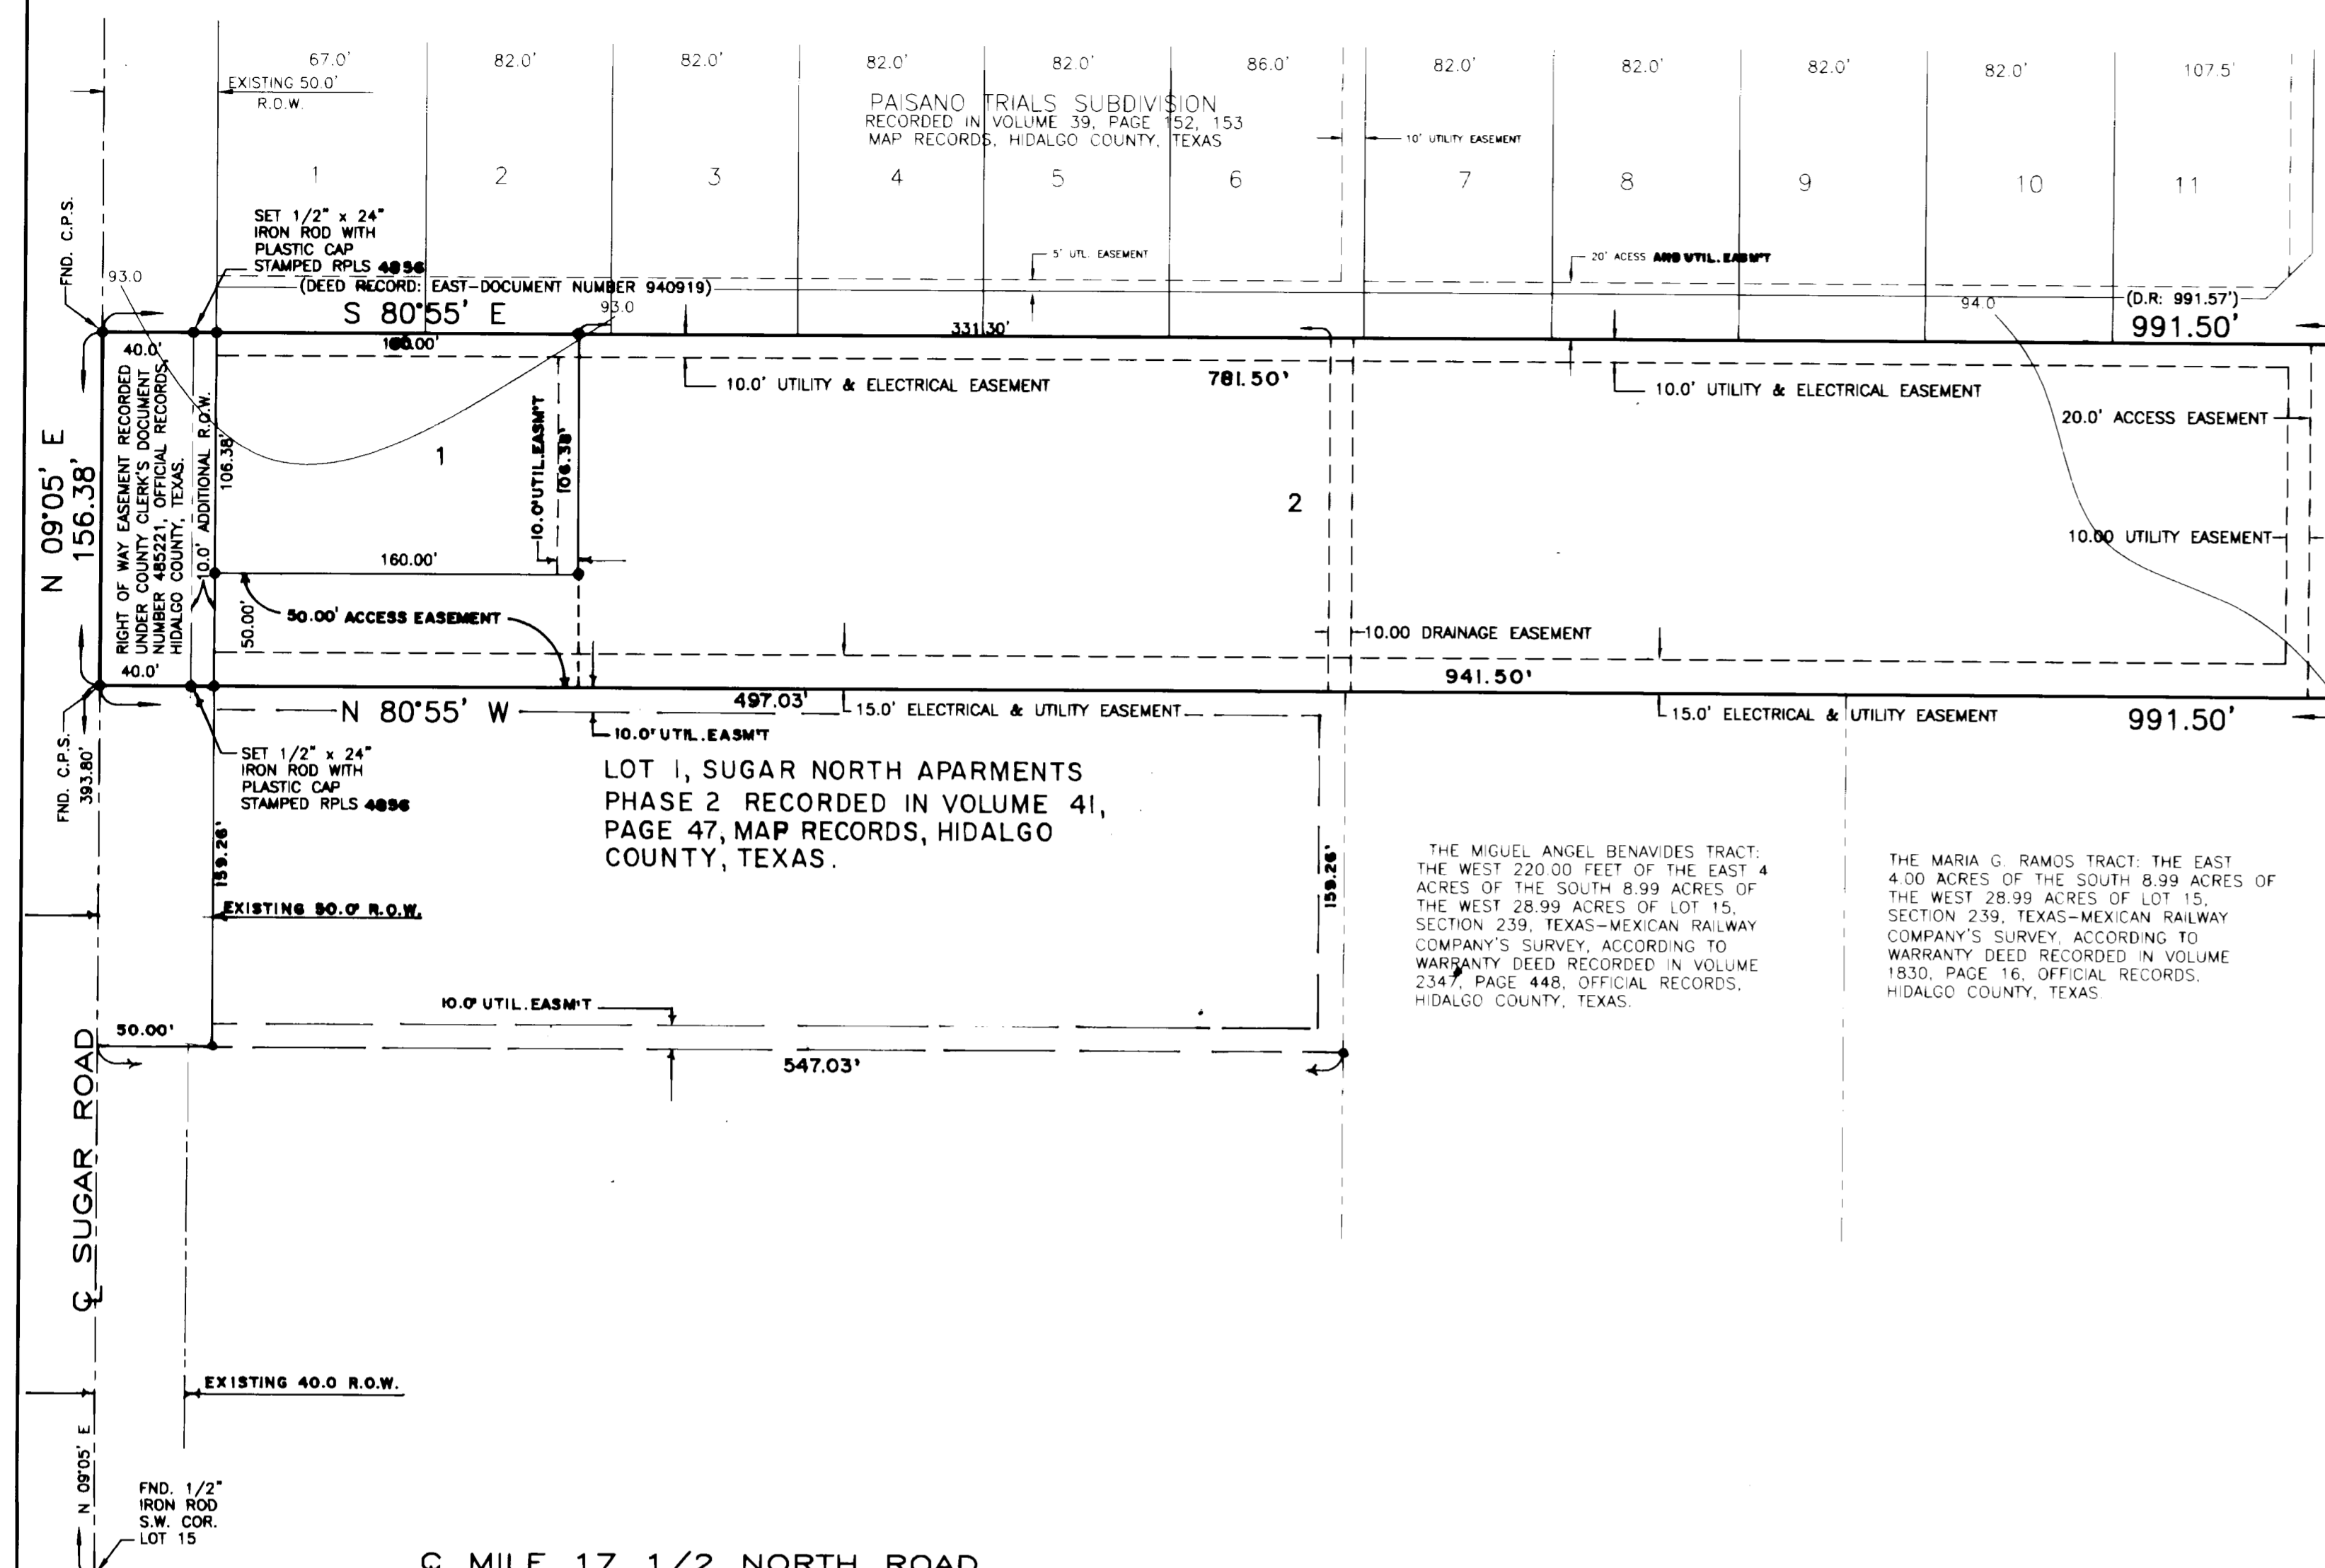 67.0'
82.0'
82.0'
82.0'
82.0'
86.0'
82.0'
82.0'
82.0'
82.0'
107.5'
EXISTING 50.0'
R.O.W.
PAISANO TRIALS SUBDIVISION
RECORDED IN VOLUME 39, PAGE 152, 153
MAP RECORDS, HIDALGO COUNTY, TEXAS
10' UTILITY EASEMENT
1
2
3
4
5
6
7
8
9
10
11
FND. C.P.S.
SET 1/2" x 24"
IRON ROD WITH
PLASTIC CAP
STAMPED RPLS 4856
93.0
5' UTL. EASEMENT
20' ACESS AND UTIL. EASM'T
(DEED RECORD: EAST-DOCUMENT NUMBER 940919)
S 80°55' E
93.0
94.0
(D.R: 991.57')
331.30'
991.50'
40.0'
160.00'
10.0' UTILITY & ELECTRICAL EASEMENT
781.50'
10.0' UTILITY & ELECTRICAL EASEMENT
20.0' ACCESS EASEMENT
N 09°05' E
156.38'
RIGHT OF WAY EASEMENT RECORDED
UNDER COUNTY CLERK'S DOCUMENT
NUMBER 485221, OFFICIAL RECORDS,
HIDALGO COUNTY, TEXAS.
10.0' ADDITIONAL R.O.W.
106.38'
1
10.0' UTIL.EASM'T
106.38'
2
10.00 UTILITY EASEMENT
160.00'
50.00'
50.00' ACCESS EASEMENT
10.00 DRAINAGE EASEMENT
40.0'
941.50'
N 80°55' W
497.03'
15.0' ELECTRICAL & UTILITY EASEMENT
15.0' ELECTRICAL & UTILITY EASEMENT
991.50'
10.0' UTIL.EASM'T
FND. C.P.S.
393.80'
SET 1/2" x 24"
IRON ROD WITH
PLASTIC CAP
STAMPED RPLS 4856
LOT 1, SUGAR NORTH APARMENTS
PHASE 2 RECORDED IN VOLUME 41,
PAGE 47, MAP RECORDS, HIDALGO
COUNTY, TEXAS.
159.26'
159.26'
THE MIGUEL ANGEL BENAVIDES TRACT:
THE WEST 220.00 FEET OF THE EAST 4
ACRES OF THE SOUTH 8.99 ACRES OF
THE WEST 28.99 ACRES OF LOT 15,
SECTION 239, TEXAS-MEXICAN RAILWAY
COMPANY'S SURVEY, ACCORDING TO
WARRANTY DEED RECORDED IN VOLUME
2347, PAGE 448, OFFICIAL RECORDS,
HIDALGO COUNTY, TEXAS.
THE MARIA G. RAMOS TRACT: THE EAST
4.00 ACRES OF THE SOUTH 8.99 ACRES OF
THE WEST 28.99 ACRES OF LOT 15,
SECTION 239, TEXAS-MEXICAN RAILWAY
COMPANY'S SURVEY, ACCORDING TO
WARRANTY DEED RECORDED IN VOLUME
1830, PAGE 16, OFFICIAL RECORDS,
HIDALGO COUNTY, TEXAS.
EXISTING 50.0' R.O.W.
10.0' UTIL.EASM'T
50.00'
547.03'
℄ SUGAR ROAD
EXISTING 40.0 R.O.W.
N 09°05' E
FND. 1/2"
IRON ROD
S.W. COR.
LOT 15
℄ MILE 17 1/2 NORTH ROAD